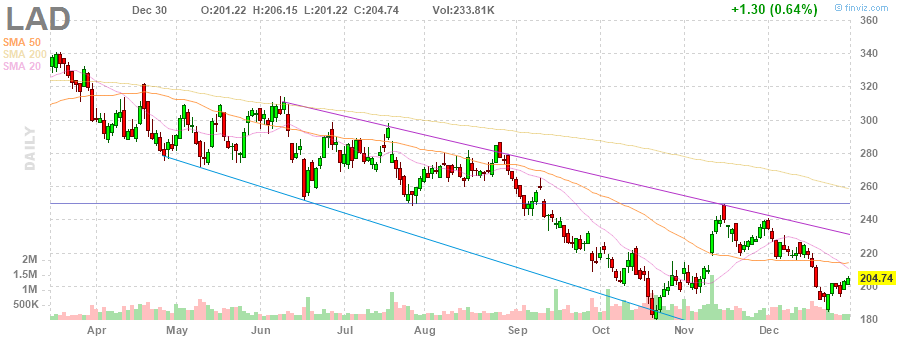 LAD
Dec 30 O:201.22 H:206.15 L:201.22 C:204.74 Vol:233.81K +1.30 (0.64%) © finviz.com
SMA 50
SMA 200
SMA 20
DAILY
360
340
320
300
280
260
240
220
204.74
200
180
2M
1.5M
1M
500K
Apr May Jun Jul Aug Sep Oct Nov Dec